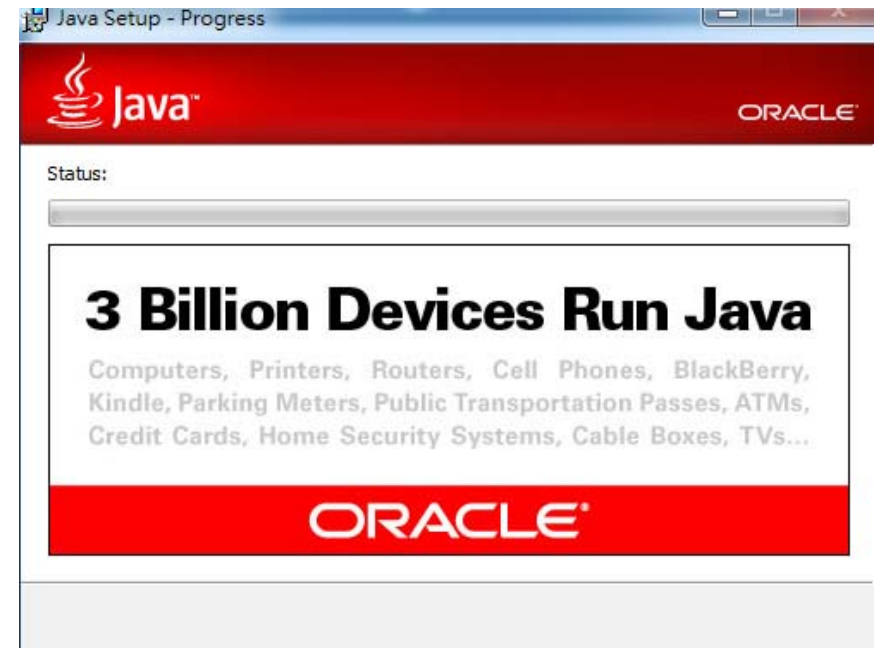 Java Setup - Progress
Java™
ORACLE®
Status:
3 Billion Devices Run Java
Computers, Printers, Routers, Cell Phones, BlackBerry,
Kindle, Parking Meters, Public Transportation Passes, ATMs,
Credit Cards, Home Security Systems, Cable Boxes, TVs...
ORACLE®